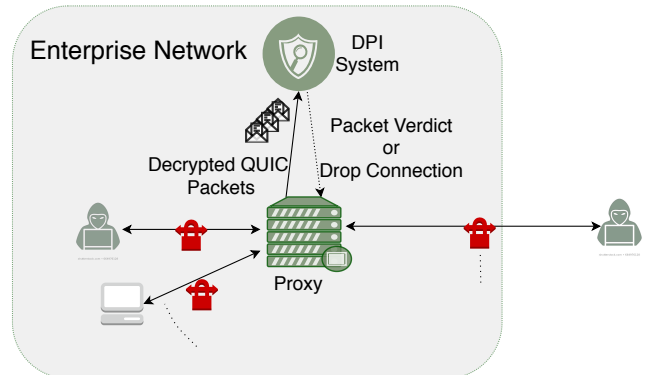 Enterprise Network
DPI
System
Packet Verdict
or
Drop Connection
Decrypted QUIC
Packets
Proxy